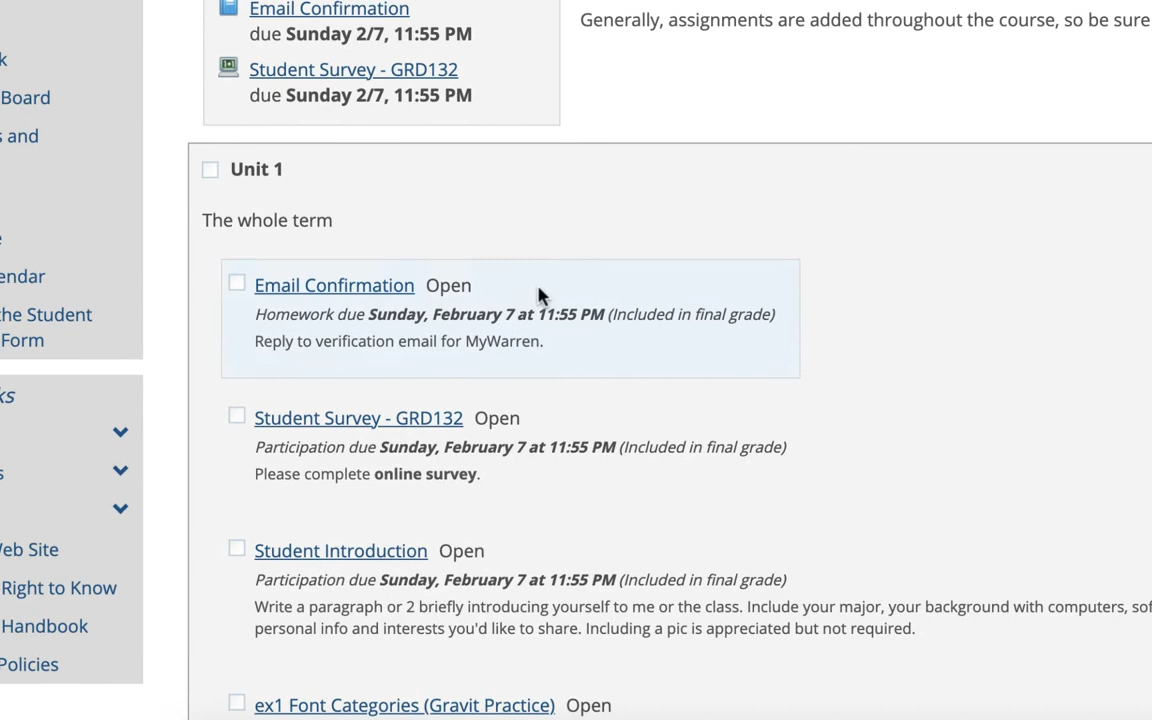 Email Confirmation
due Sunday 2/7, 11:55 PM
Student Survey - GRD132
due Sunday 2/7, 11:55 PM
Generally, assignments are added throughout the course, so be sure
k
Board
s and
e
endar
the Student
Form
ks
s
Web Site
Right to Know
Handbook
Policies
Unit 1
The whole term
Email Confirmation Open
Homework due Sunday, February 7 at 11:55 PM (Included in final grade)
Reply to verification email for MyWarren.
Student Survey - GRD132 Open
Participation due Sunday, February 7 at 11:55 PM (Included in final grade)
Please complete online survey.
Student Introduction Open
Participation due Sunday, February 7 at 11:55 PM (Included in final grade)
Write a paragraph or 2 briefly introducing yourself to me or the class. Include your major, your background with computers, sof
personal info and interests you'd like to share. Including a pic is appreciated but not required.
ex1 Font Categories (Gravit Practice) Open